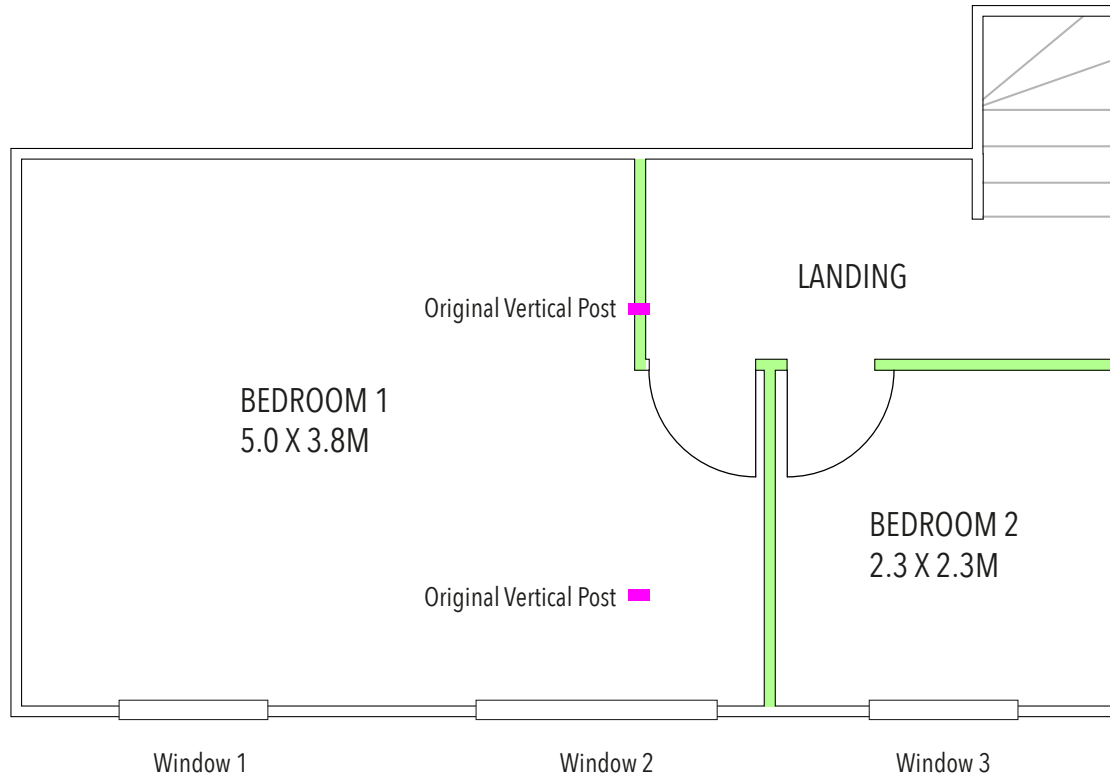 LANDING
Original Vertical Post
BEDROOM 1
5.0 X 3.8M
BEDROOM 2
2.3 X 2.3M
Original Vertical Post
Window 1
Window 2
Window 3